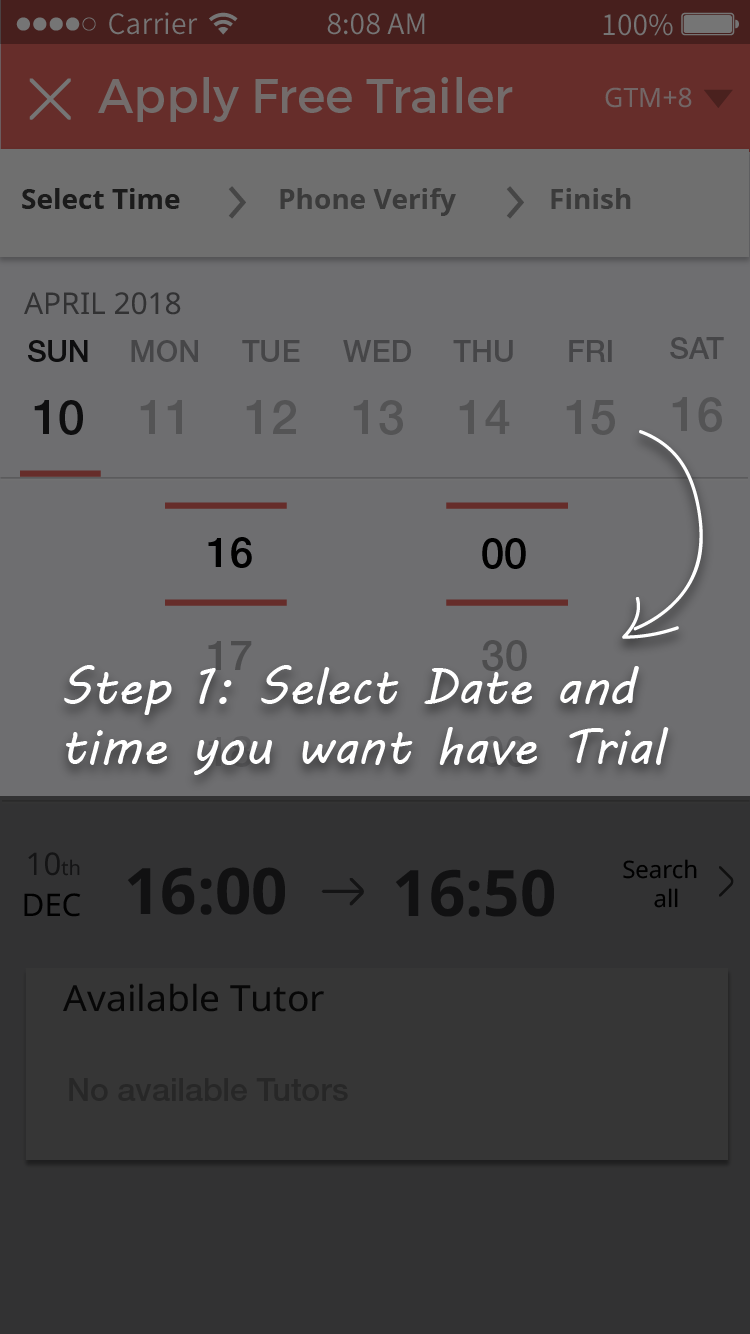 Carrier 8:08 AM 100%
Apply Free Trailer GTM+8
Select Time Phone Verify Finish
APRIL 2018
SUN MON TUE WED THU FRI SAT
10 11 12 13 14 15 16
16 00
17 30
Step 1: Select Date and
time you want have Trial
10th
DEC
16:00 → 16:50
Search
all
Available Tutor
No available Tutors